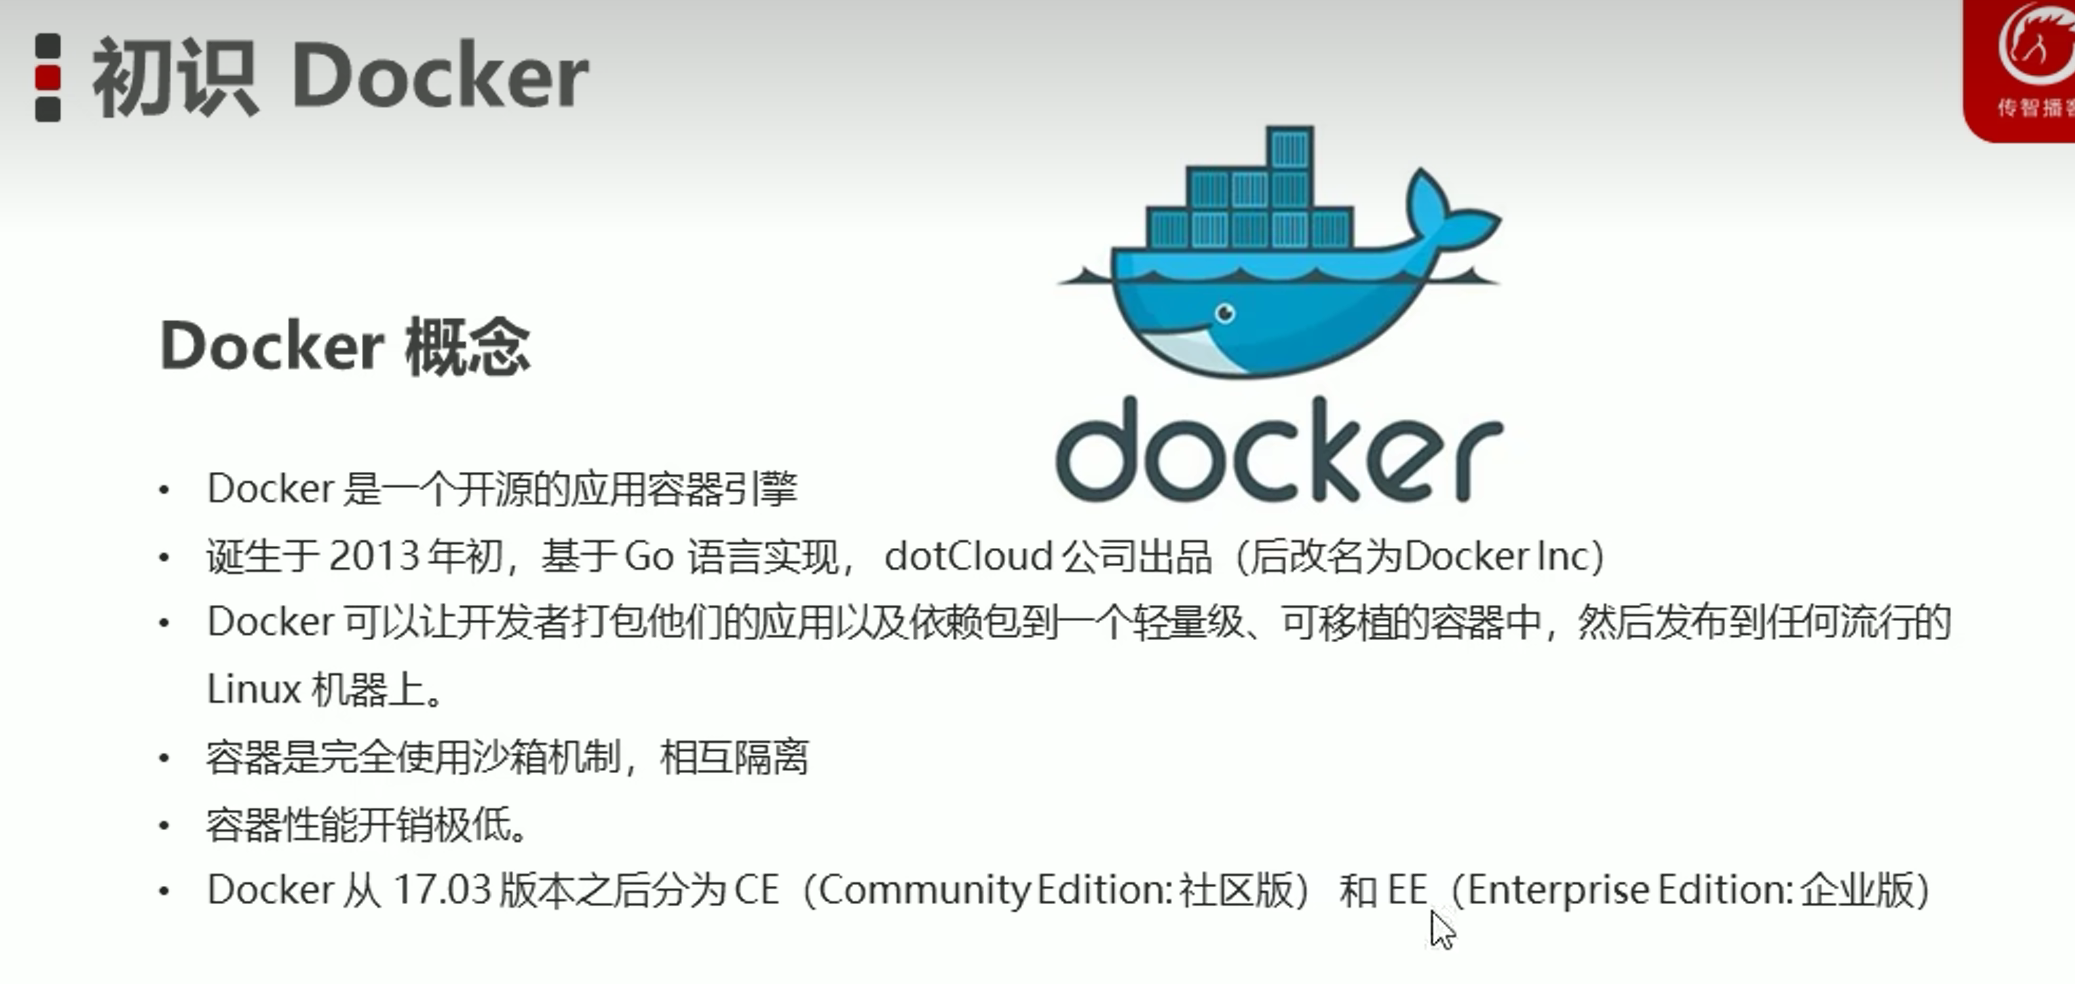 初识 Docker
传智播客
docker
Docker 概念
• Docker 是一个开源的应用容器引擎
• 诞生于 2013 年初，基于 Go 语言实现， dotCloud 公司出品（后改名为Docker Inc）
• Docker 可以让开发者打包他们的应用以及依赖包到一个轻量级、可移植的容器中，然后发布到任何流行的
Linux 机器上。
• 容器是完全使用沙箱机制，相互隔离
• 容器性能开销极低。
• Docker 从 17.03 版本之后分为 CE（Community Edition: 社区版） 和 EE（Enterprise Edition: 企业版）